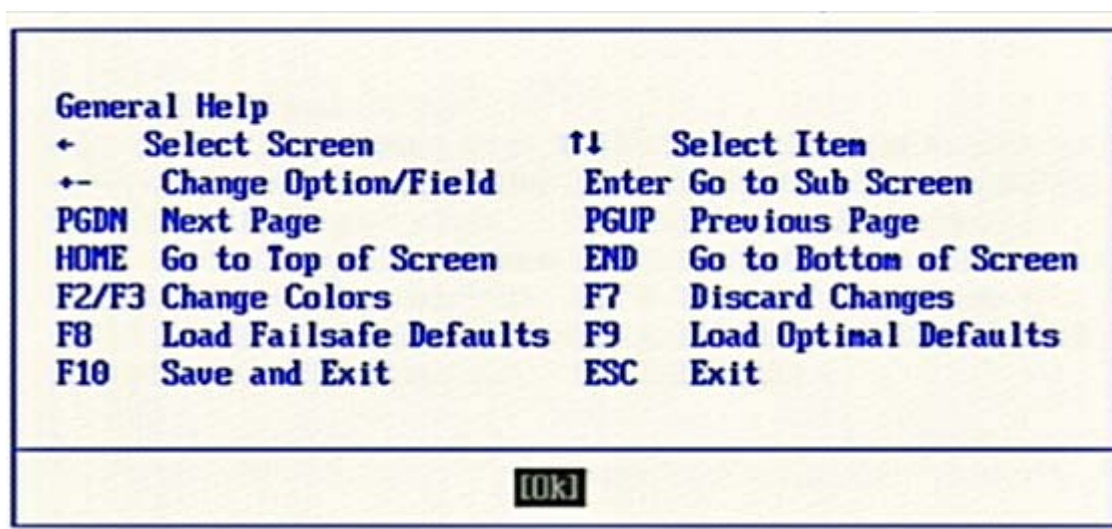 General Help
← Select Screen ↑↓ Select Item
+- Change Option/Field Enter Go to Sub Screen
PGDN Next Page PGUP Previous Page
HOME Go to Top of Screen END Go to Bottom of Screen
F2/F3 Change Colors F7 Discard Changes
F8 Load Failsafe Defaults F9 Load Optimal Defaults
F10 Save and Exit ESC Exit
[Ok]